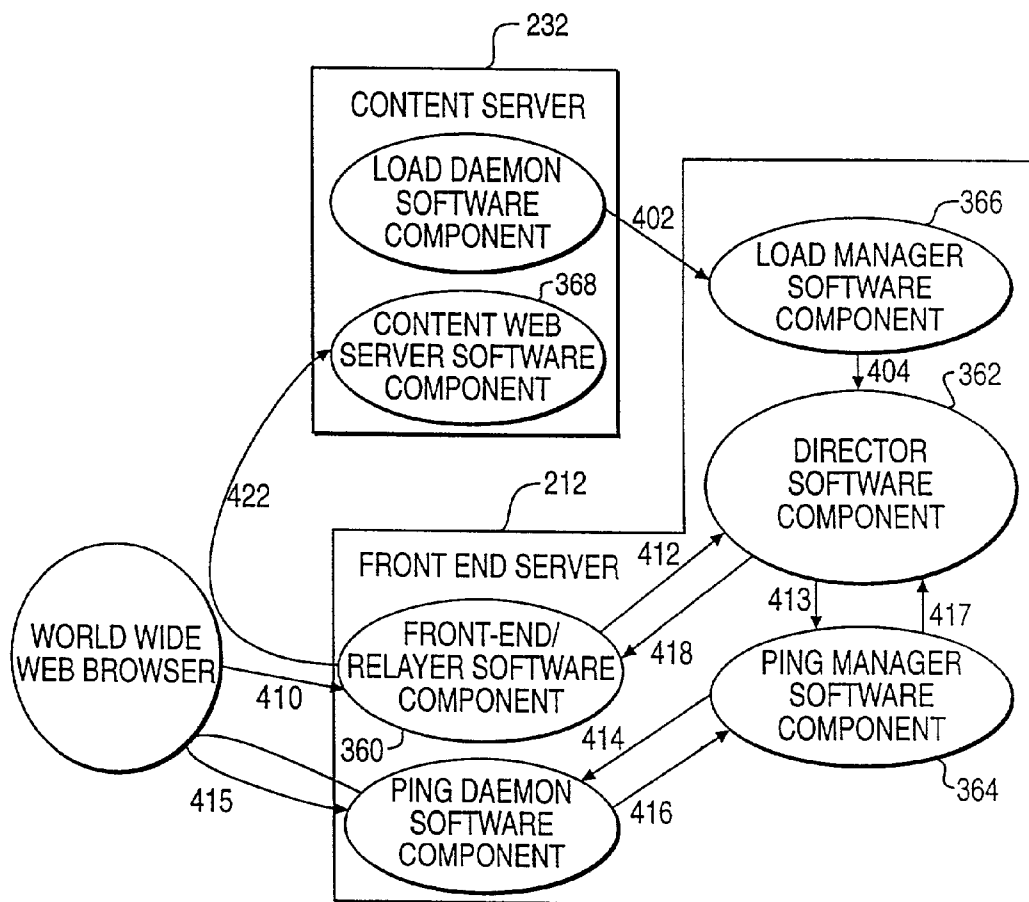 232
CONTENT SERVER
LOAD DAEMON
SOFTWARE
COMPONENT
402
366
LOAD MANAGER
SOFTWARE
COMPONENT
368
CONTENT WEB
SERVER SOFTWARE
COMPONENT
404
362
DIRECTOR
SOFTWARE
COMPONENT
422
212
FRONT END SERVER
412
413
417
WORLD WIDE
WEB BROWSER
410
FRONT-END/
RELAYER SOFTWARE
COMPONENT
418
PING MANAGER
SOFTWARE
COMPONENT
360
414
364
415
PING DAEMON
SOFTWARE
COMPONENT
416